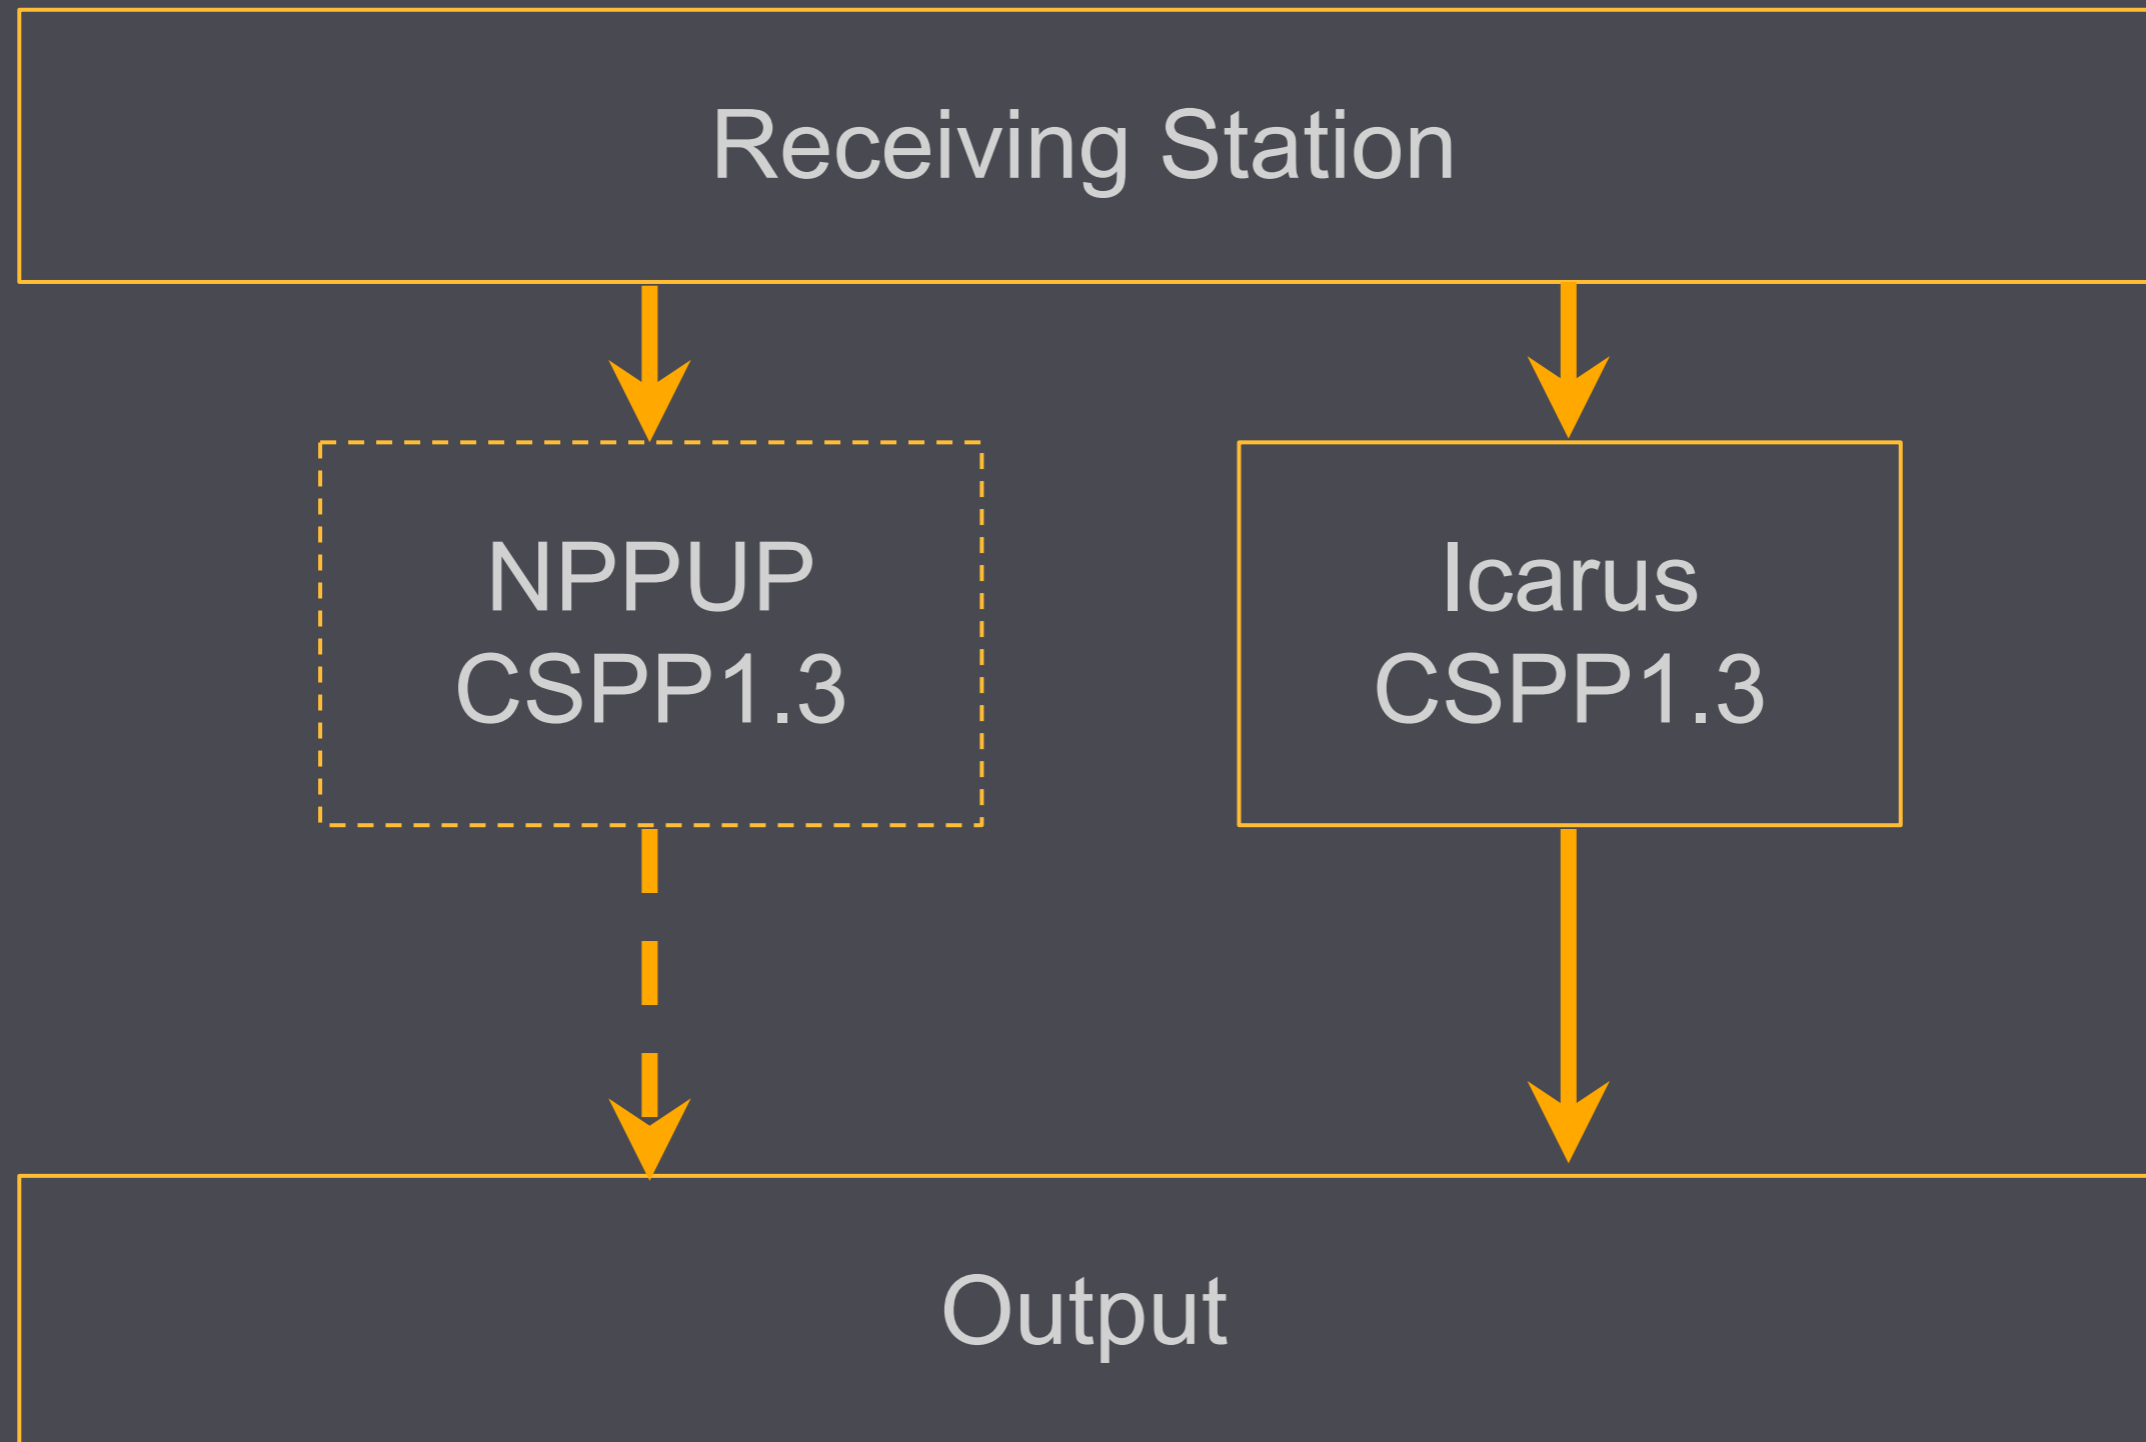 Receiving Station
NPPUP
CSPP1.3
Icarus
CSPP1.3
Output